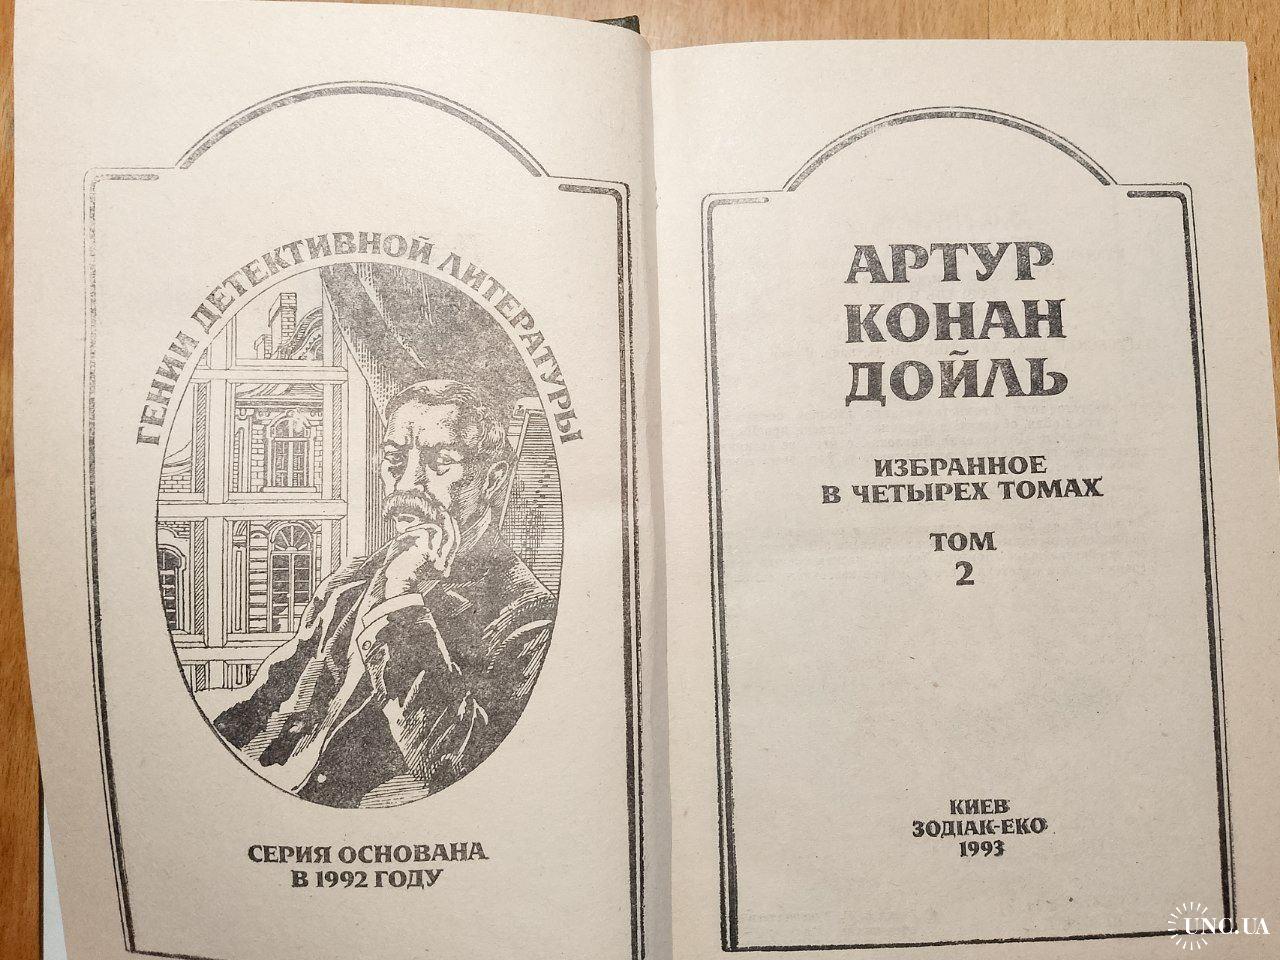 ГЕНИИ ДЕТЕКТИВНОЙ ЛИТЕРАТУРЫ
СЕРИЯ ОСНОВАНА
В 1992 ГОДУ
АРТУР
КОНАН
ДОЙЛЬ
ИЗБРАННОЕ
В ЧЕТЫРЕХ ТОМАХ
ТОМ
2
КИЕВ
ЗОДІАК-ЕКО
1993
UNC.UA